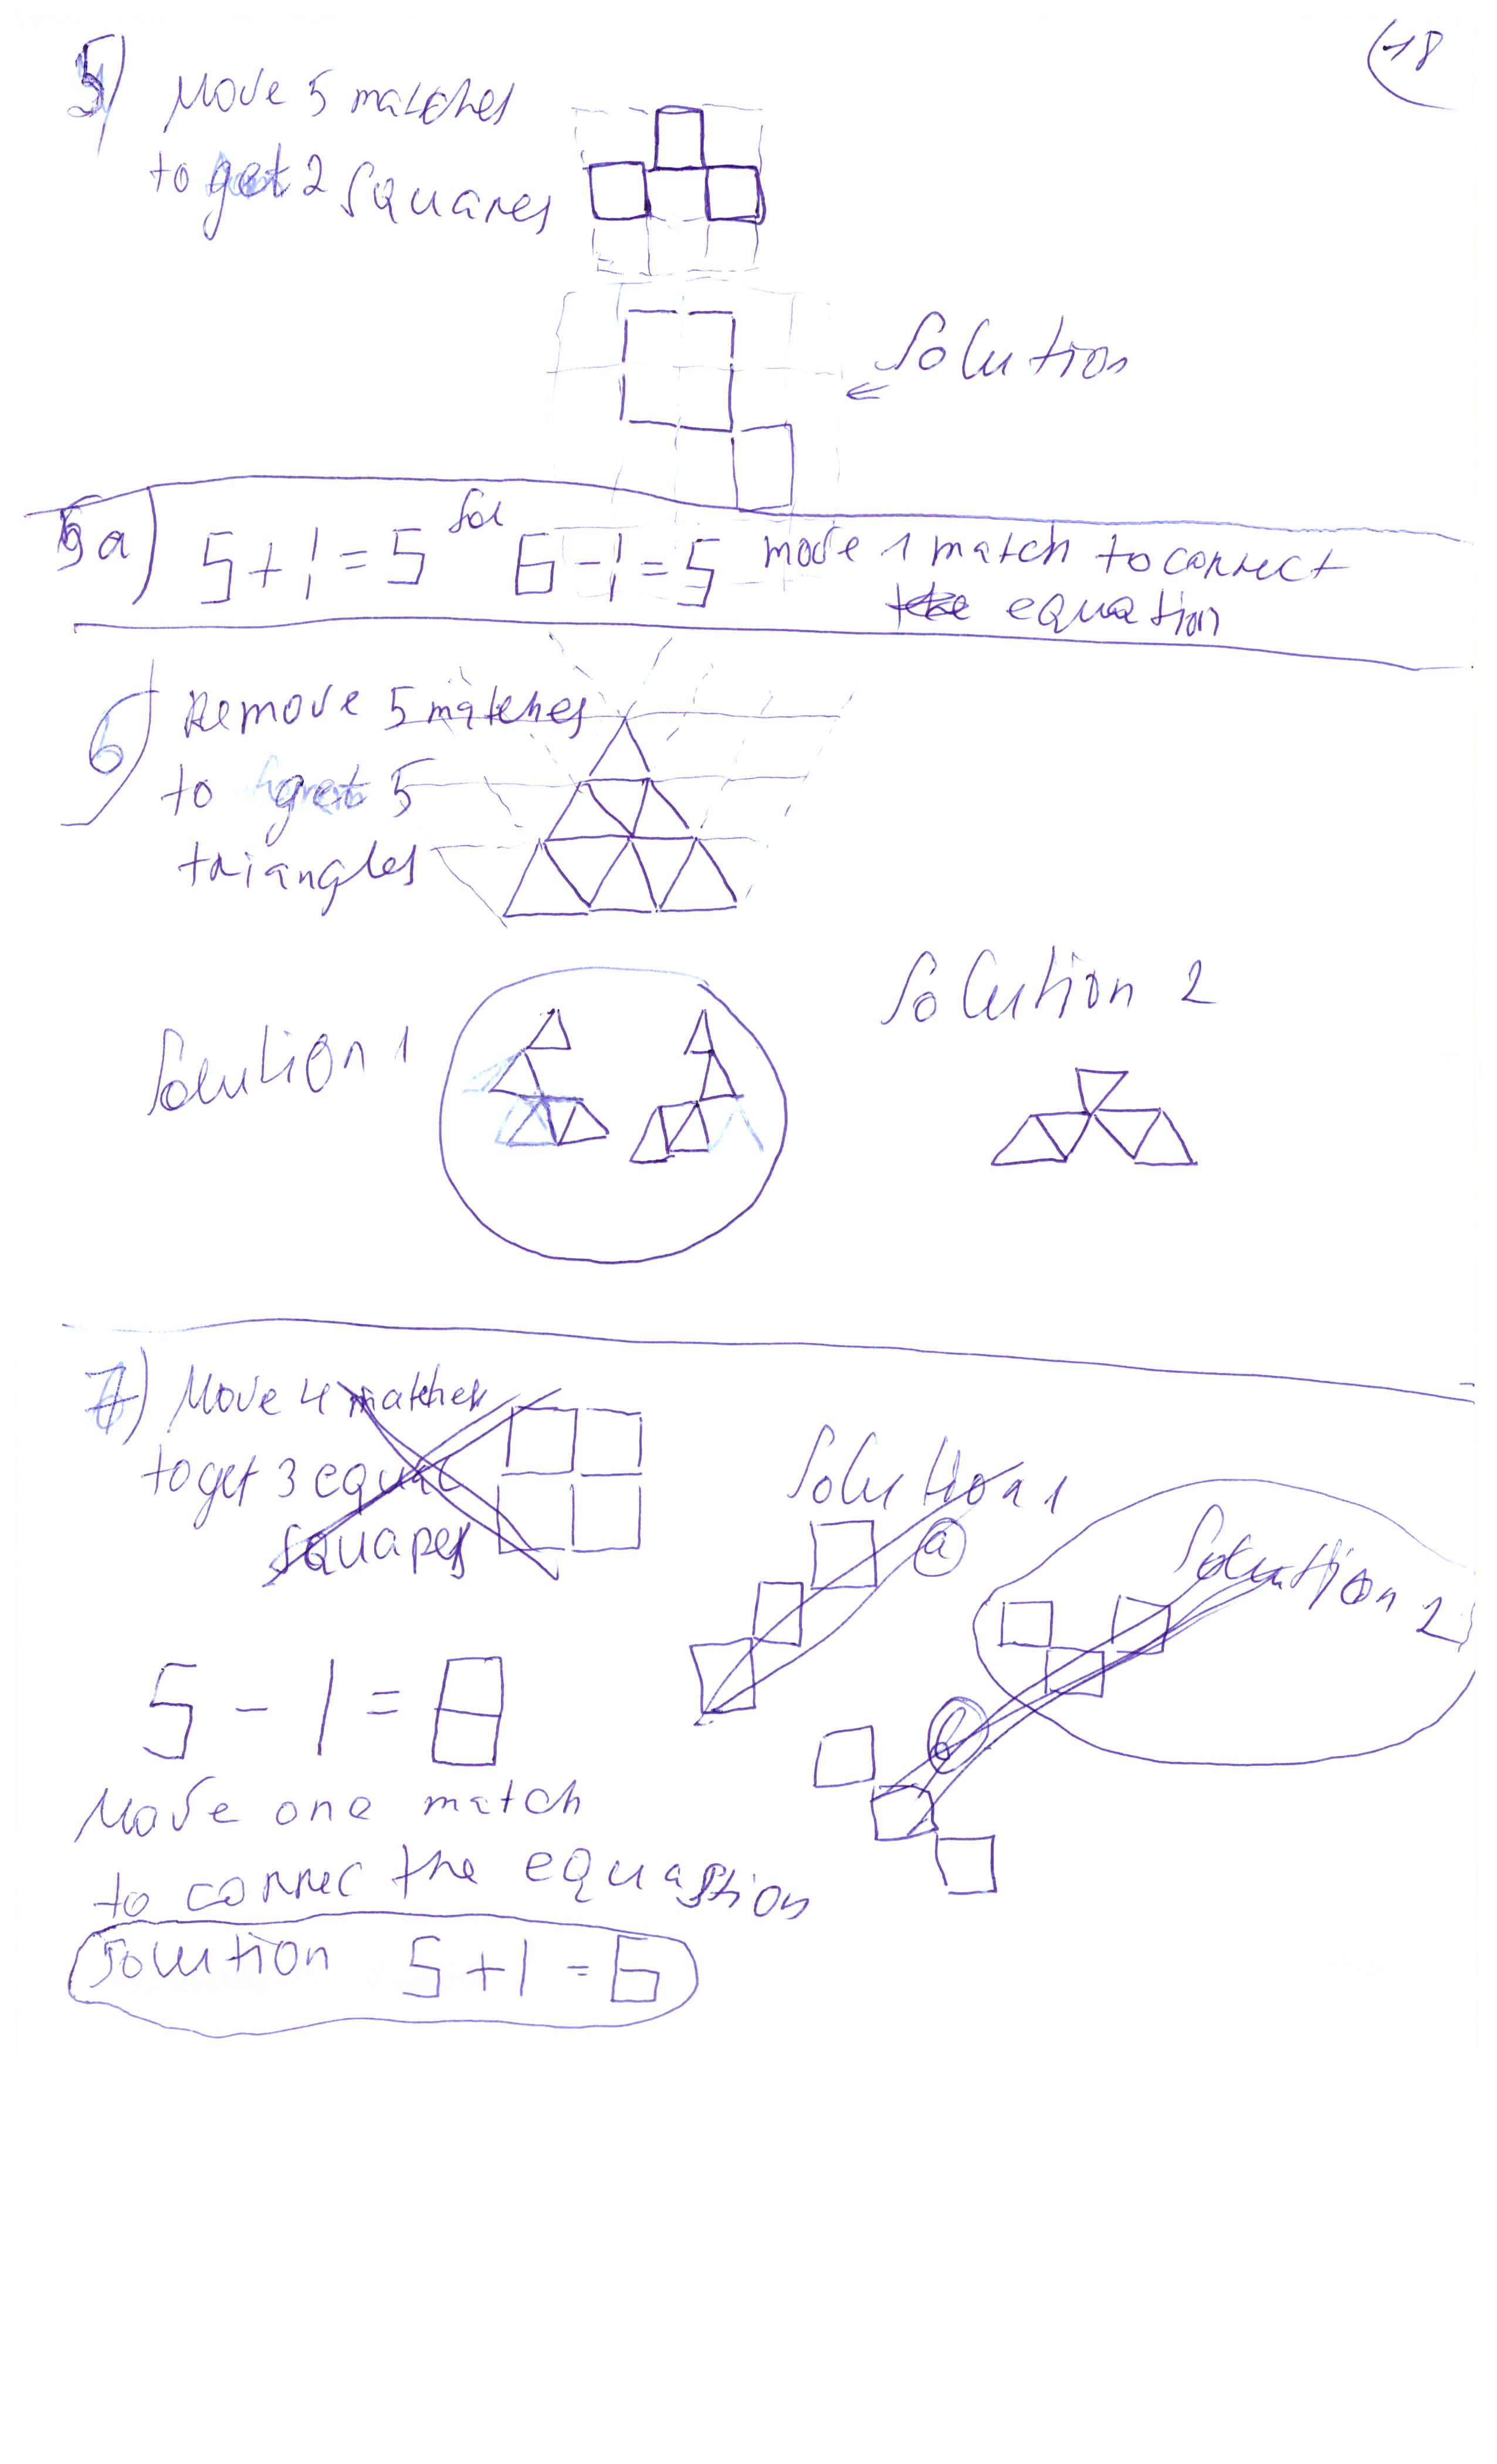 18
5) Move 5 matches
to get 2 squares
Solution
5a) 5+1=5 Sol 6-1=5 move 1 match to correct
the equation
6) Remove 5 matches
to get 5
triangles
Solution 1
Solution 2
7) Move 4 matches
to get 3 equal
squares
Solution 1
a
Solution 2
b
5-1=8
Move one match
to correc the equastion
Solution 5+1=6